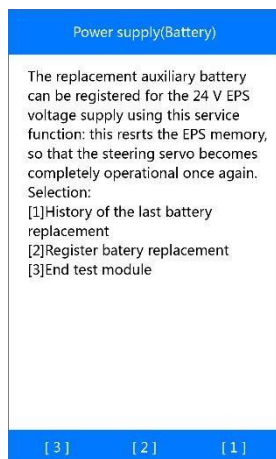 Power supply(Battery)
The replacement auxiliary battery
can be registered for the 24 V EPS
voltage supply using this service
function: this resrts the EPS memory,
so that the steering servo becomes
completely operational once again.
Selection:
[1]History of the last battery
replacement
[2]Register batery replacement
[3]End test module
[ 3 ] [ 2 ] [ 1 ]